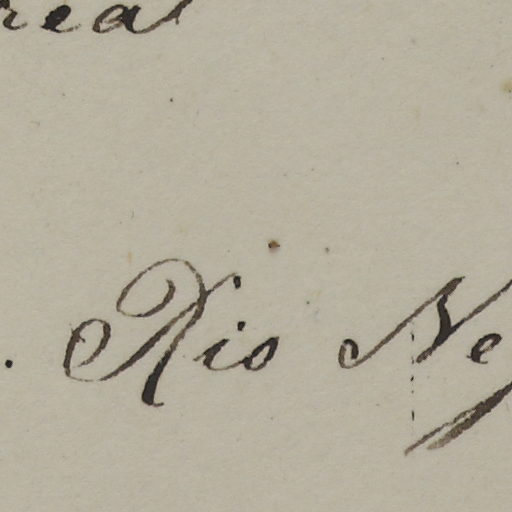 rea
. Rio Ne